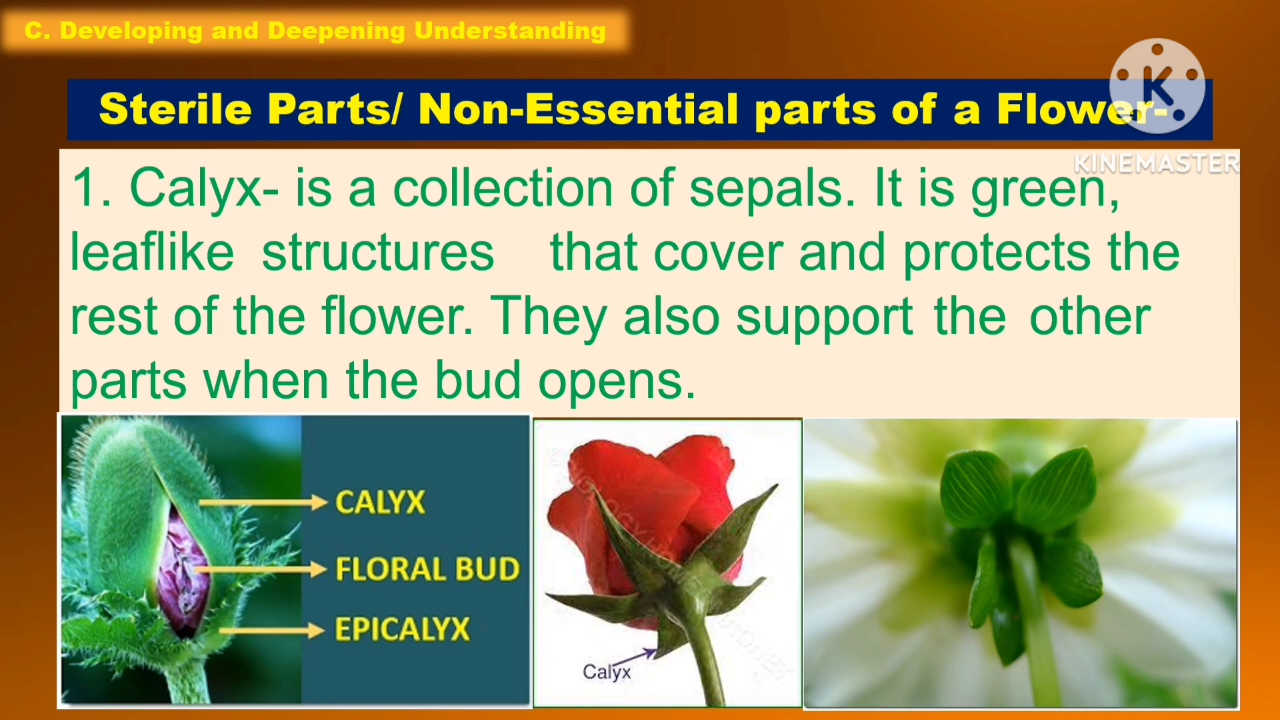 C. Developing and Deepening Understanding
Sterile Parts/ Non-Essential parts of a Flower-
K
KINEMASTER
1. Calyx- is a collection of sepals. It is green,
leaflike structures that cover and protects the
rest of the flower. They also support the other
parts when the bud opens.
CALYX
FLORAL BUD
EPICALYX
Calyx